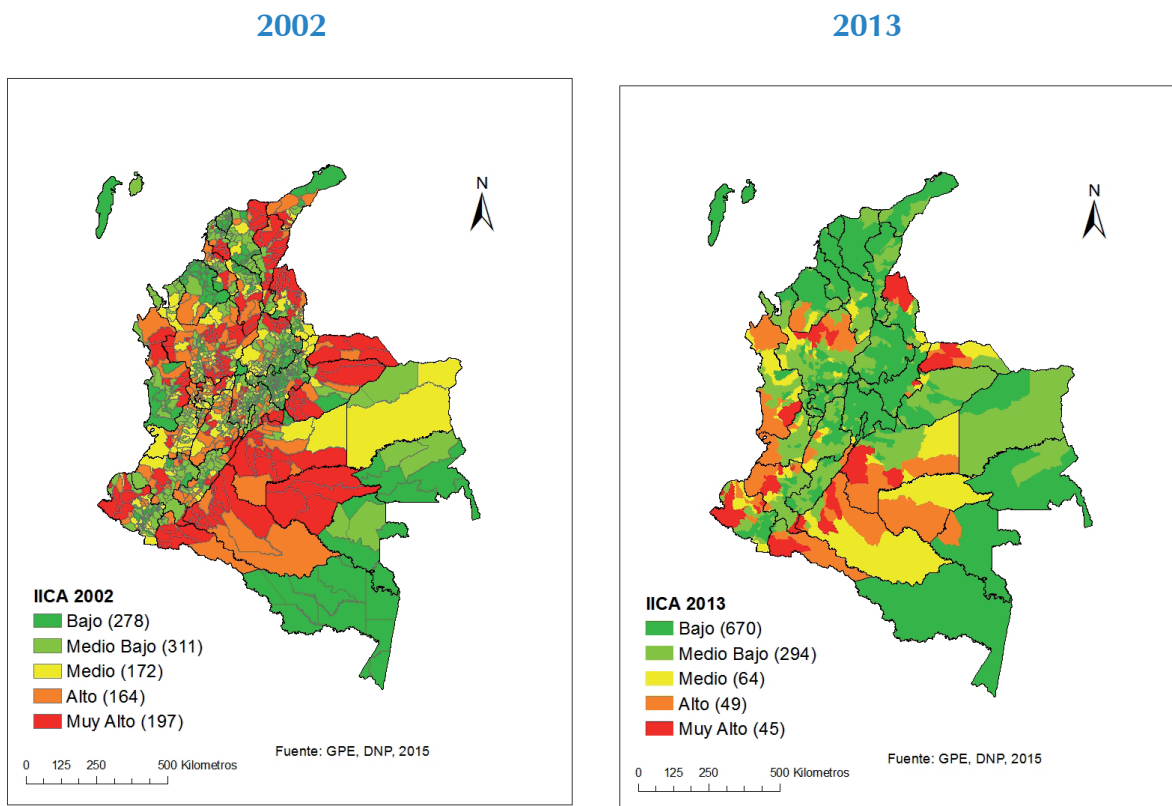 2002
2013
N
N
IICA 2002
Bajo (278)
Medio Bajo (311)
Medio (172)
Alto (164)
Muy Alto (197)
Fuente: GPE, DNP, 2015
0 125 250 500 Kilometros
IICA 2013
Bajo (670)
Medio Bajo (294)
Medio (64)
Alto (49)
Muy Alto (45)
Fuente: GPE, DNP, 2015
0 125 250 500 Kilometros